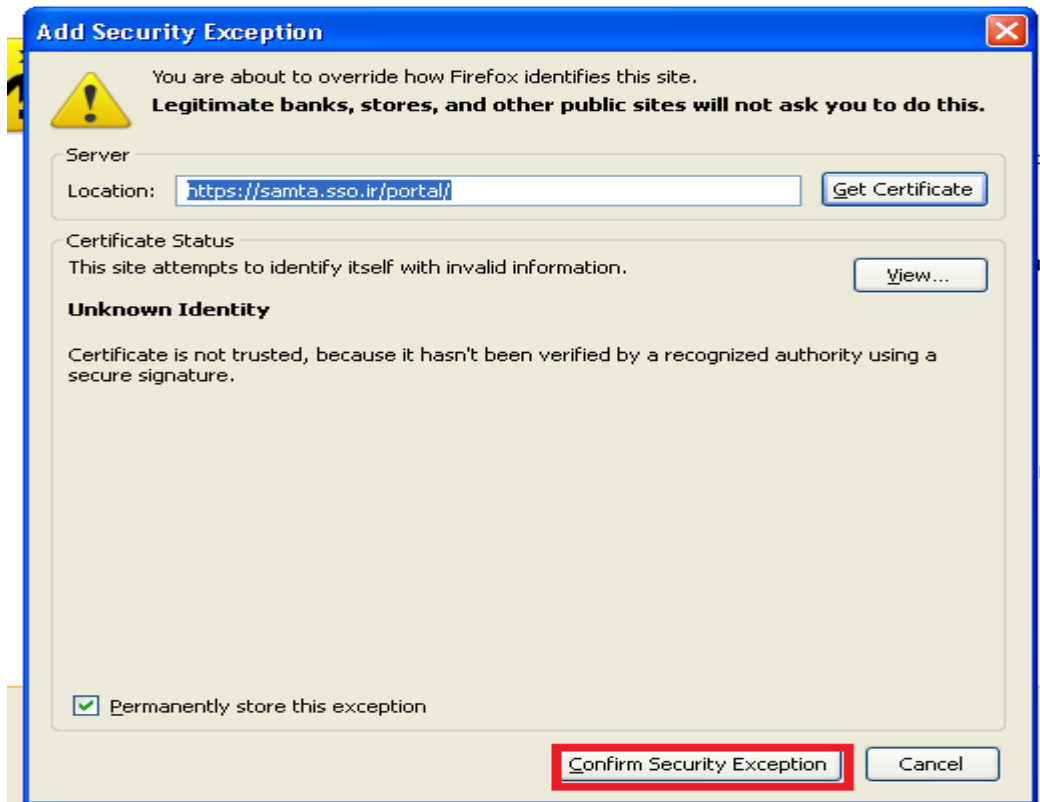 Add Security Exception
You are about to override how Firefox identifies this site.
Legitimate banks, stores, and other public sites will not ask you to do this.
Server
Location: https://samta.sso.ir/portal/ Get Certificate
Certificate Status
This site attempts to identify itself with invalid information.
View...
Unknown Identity
Certificate is not trusted, because it hasn't been verified by a recognized authority using a
secure signature.
Permanently store this exception
Confirm Security Exception Cancel